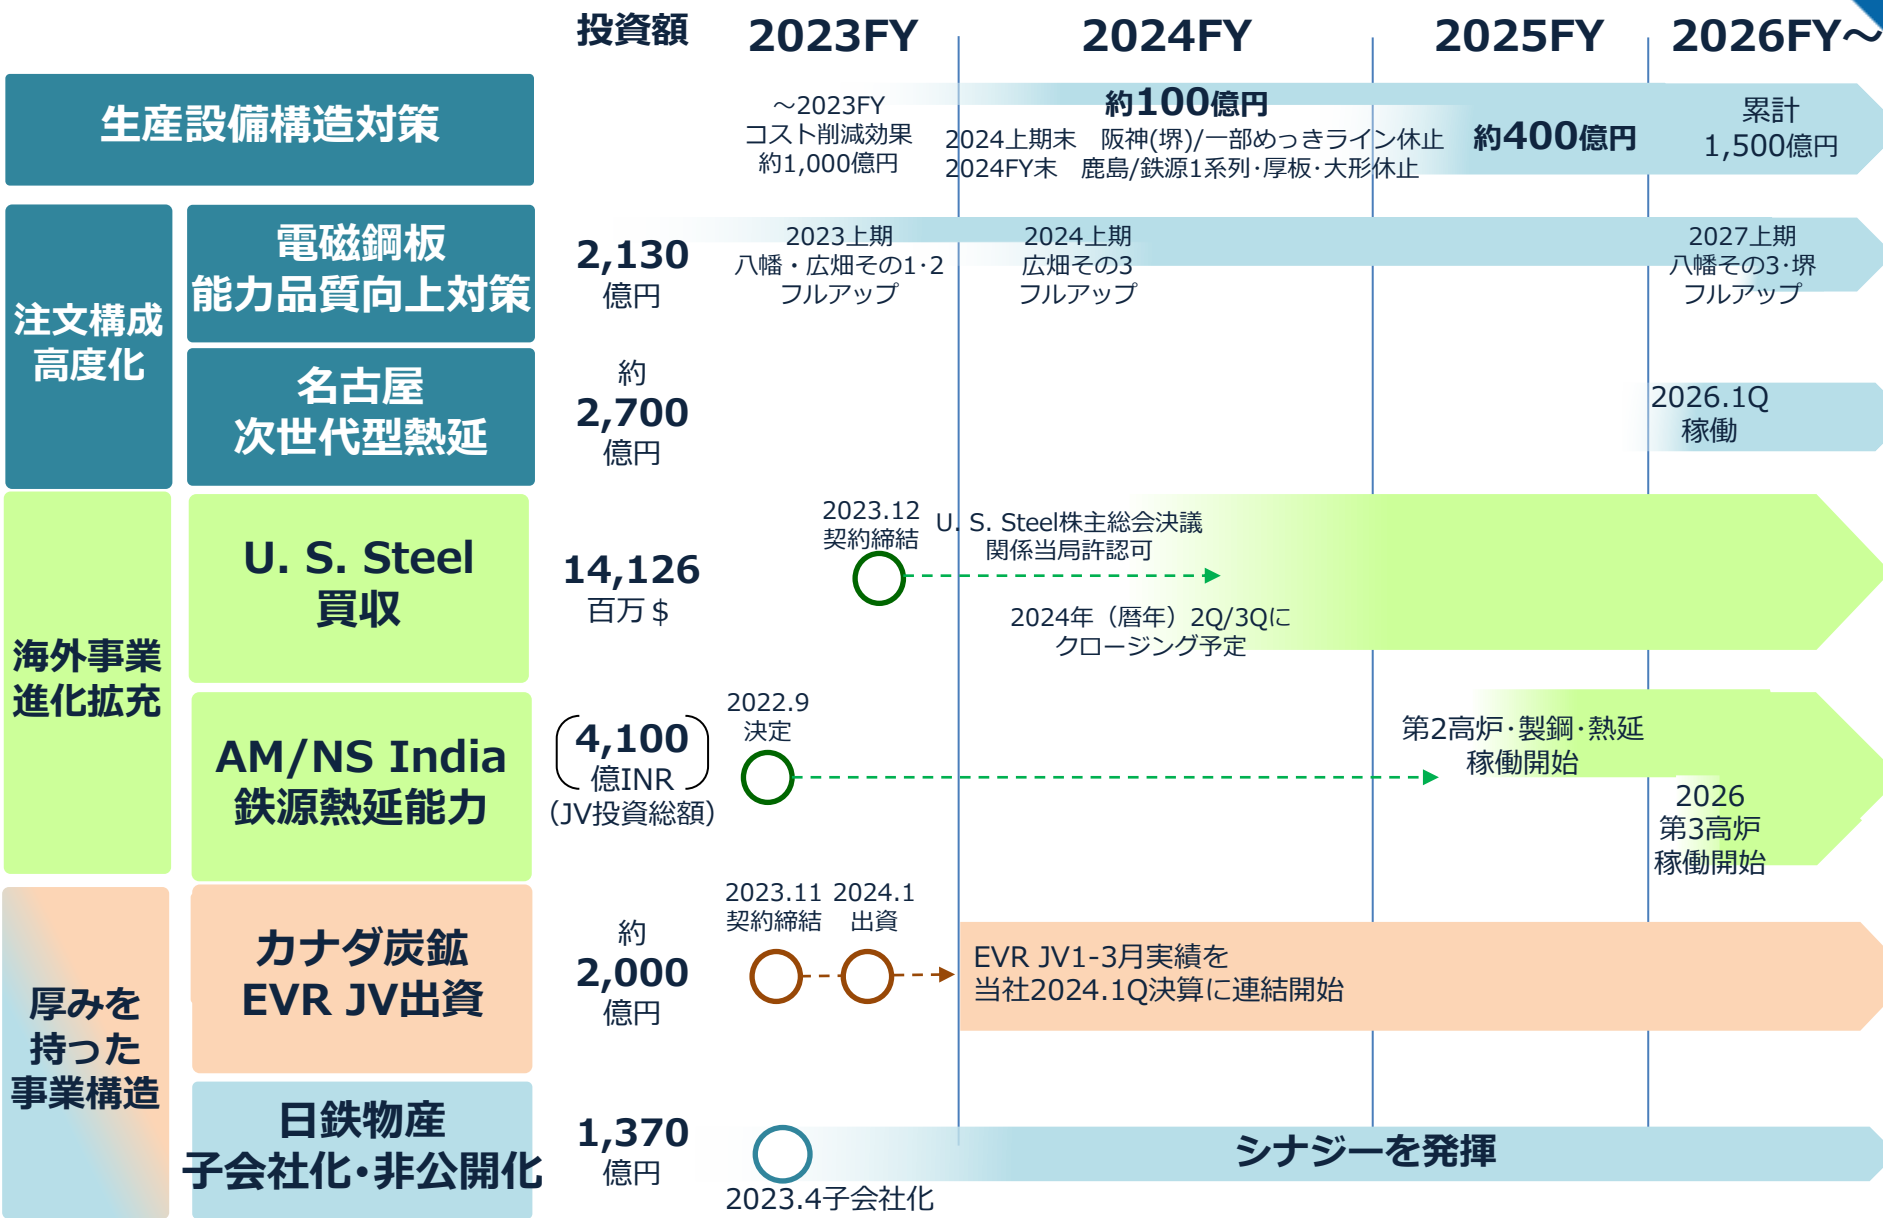 投資額 2023FY 2024FY 2025FY 2026FY～
生産設備構造対策
～2023FY
コスト削減効果
約1,000億円
約100億円
2024上期末　阪神(堺)/一部めっきライン休止
2024FY末　鹿島/鉄源1系列･厚板･大形休止
約400億円
累計
1,500億円
注文構成
高度化
電磁鋼板
能力品質向上対策
2,130
億円
2023上期
八幡・広畑その1･2
フルアップ
2024上期
広畑その3
フルアップ
2027上期
八幡その3･堺
フルアップ
名古屋
次世代型熱延
約
2,700
億円
2026.1Q
稼働
海外事業
進化拡充
U. S. Steel
買収
14,126
百万＄
2023.12
契約締結
U. S. Steel株主総会決議
関係当局許認可
2024年（暦年）2Q/3Qに
クロージング予定
AM/NS India
鉄源熱延能力
4,100
億INR
（JV投資総額）
2022.9
決定
第2高炉･製鋼･熱延
稼働開始
2026
第3高炉
稼働開始
厚みを
持った
事業構造
カナダ炭鉱
EVR JV出資
約
2,000
億円
2023.11
契約締結
2024.1
出資
EVR JV1-3月実績を
当社2024.1Q決算に連結開始
日鉄物産
子会社化･非公開化
1,370
億円
2023.4子会社化
シナジーを発揮